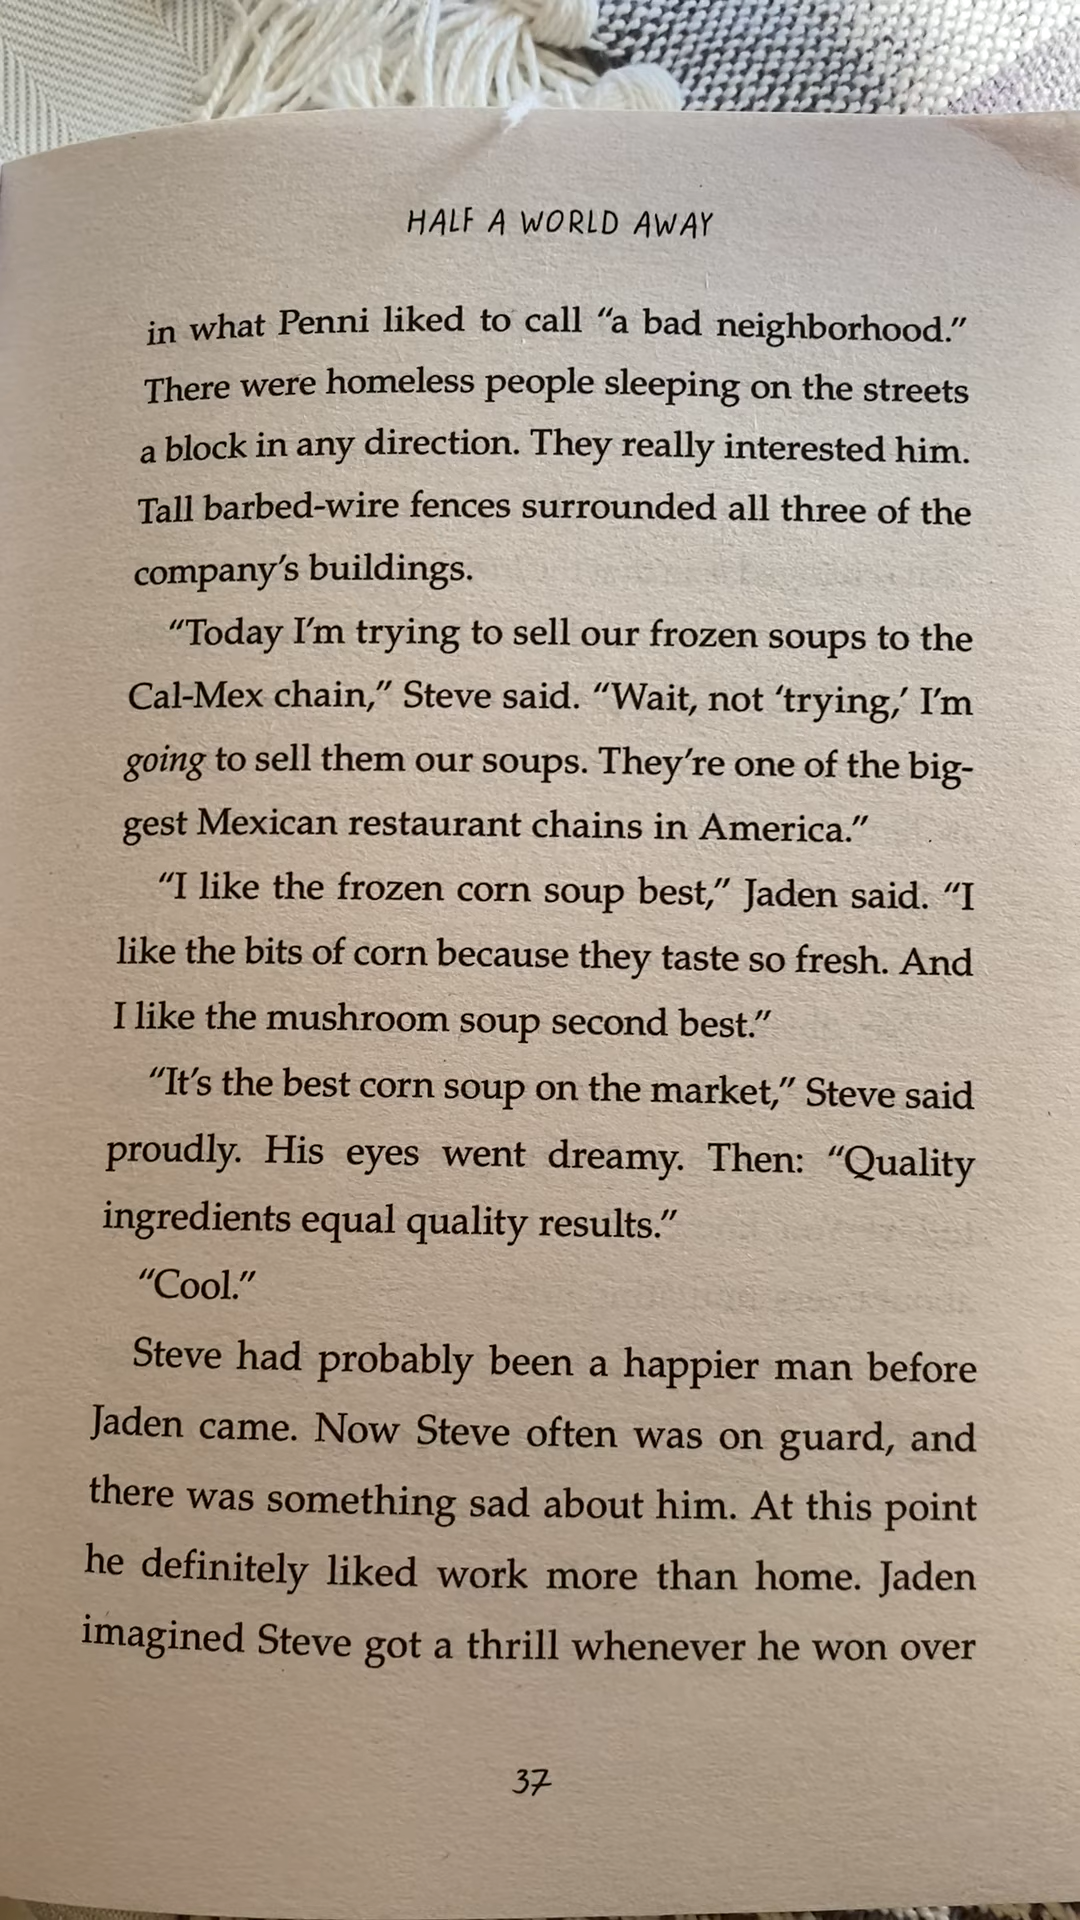 HALF A WORLD AWAY
in what Penni liked to call “a bad neighborhood.”
There were homeless people sleeping on the streets
a block in any direction. They really interested him.
Tall barbed-wire fences surrounded all three of the
company’s buildings.
“Today I’m trying to sell our frozen soups to the
Cal-Mex chain,” Steve said. “Wait, not ‘trying,’ I’m
going to sell them our soups. They’re one of the big-
gest Mexican restaurant chains in America.”
“I like the frozen corn soup best,” Jaden said. “I
like the bits of corn because they taste so fresh. And
I like the mushroom soup second best.”
“It’s the best corn soup on the market,” Steve said
proudly. His eyes went dreamy. Then: “Quality
ingredients equal quality results.”
“Cool.”
Steve had probably been a happier man before
Jaden came. Now Steve often was on guard, and
there was something sad about him. At this point
he definitely liked work more than home. Jaden
imagined Steve got a thrill whenever he won over
37